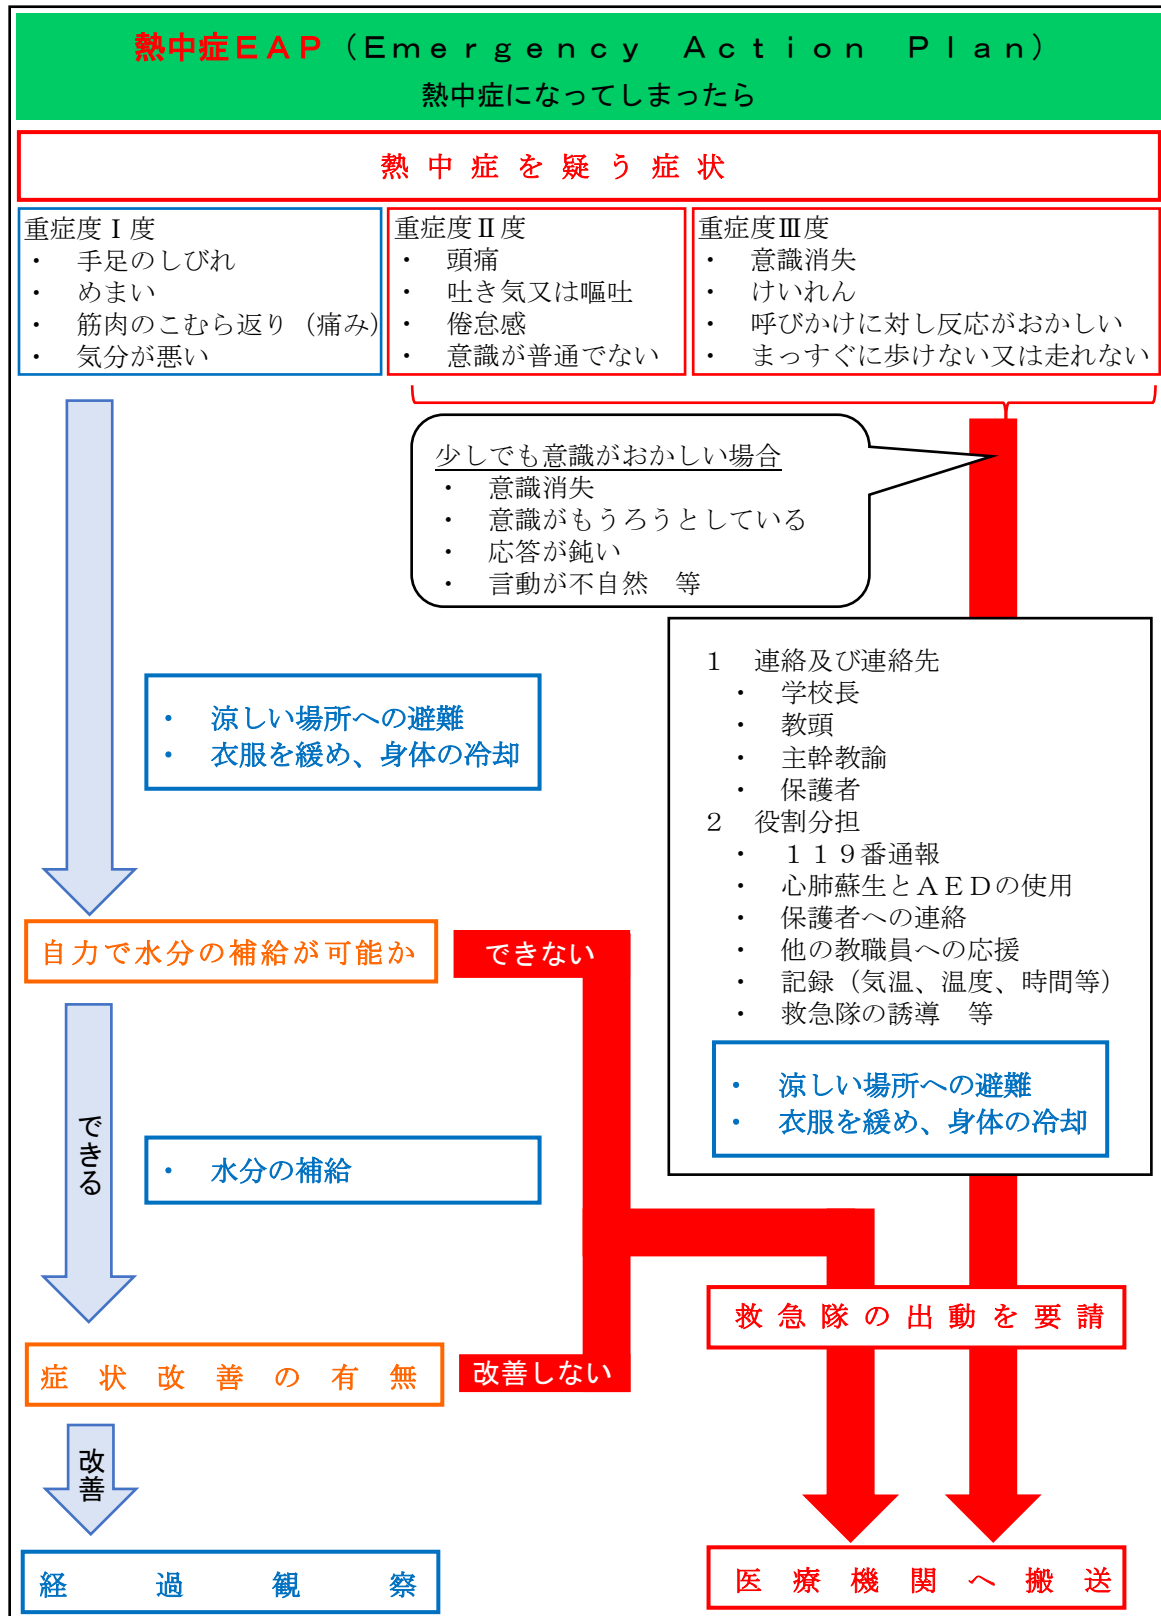 熱中症ＥＡＰ（Ｅｍｅｒｇｅｎｃｙ　Ａｃｔｉｏｎ　Ｐｌａｎ）
熱中症になってしまったら
熱中症を疑う症状
重症度Ⅰ度
・　手足のしびれ
・　めまい
・　筋肉のこむら返り（痛み）
・　気分が悪い
重症度Ⅱ度
・　頭痛
・　吐き気又は嘔吐
・　倦怠感
・　意識が普通でない
重症度Ⅲ度
・　意識消失
・　けいれん
・　呼びかけに対し反応がおかしい
・　まっすぐに歩けない又は走れない
少しでも意識がおかしい場合
・　意識消失
・　意識がもうろうとしている
・　応答が鈍い
・　言動が不自然　等
１　連絡及び連絡先
・　学校長
・　教頭
・　主幹教諭
・　保護者
２　役割分担
・　１１９番通報
・　心肺蘇生とＡＥＤの使用
・　保護者への連絡
・　他の教職員への応援
・　記録（気温、温度、時間等）
・　救急隊の誘導　等
・　涼しい場所への避難
・　衣服を緩め、身体の冷却
・　涼しい場所への避難
・　衣服を緩め、身体の冷却
自力で水分の補給が可能か
できない
できる
・　水分の補給
救急隊の出動を要請
症状改善の有無
改善しない
改善
経過観察
医療機関へ搬送